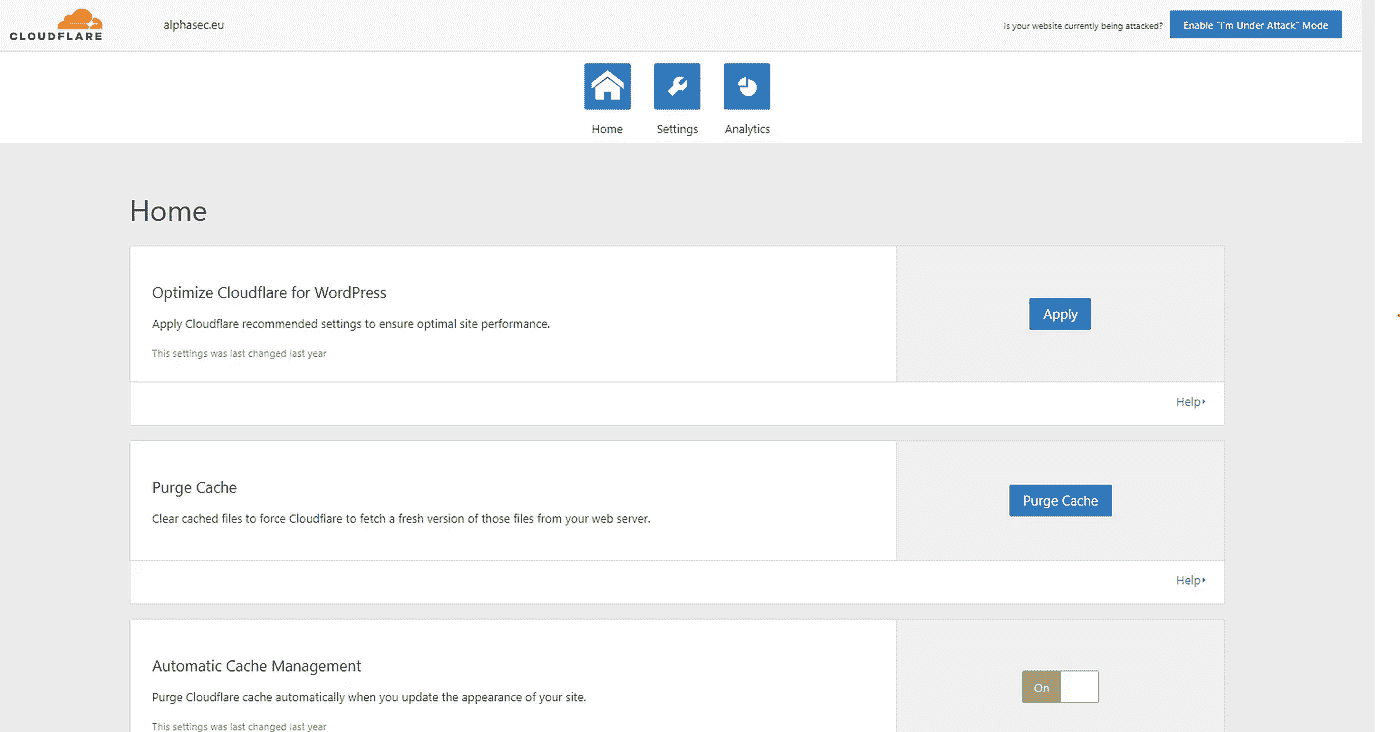 CLOUDFLARE
alphasec.eu
Is your website currently being attacked?
Enable "I'm Under Attack" Mode
Home
Settings
Analytics
Home
Optimize Cloudflare for WordPress
Apply Cloudflare recommended settings to ensure optimal site performance.
This settings was last changed last year
Apply
Help
Purge Cache
Clear cached files to force Cloudflare to fetch a fresh version of those files from your web server.
Purge Cache
Help
Automatic Cache Management
Purge Cloudflare cache automatically when you update the appearance of your site.
This settings was last changed last year
On